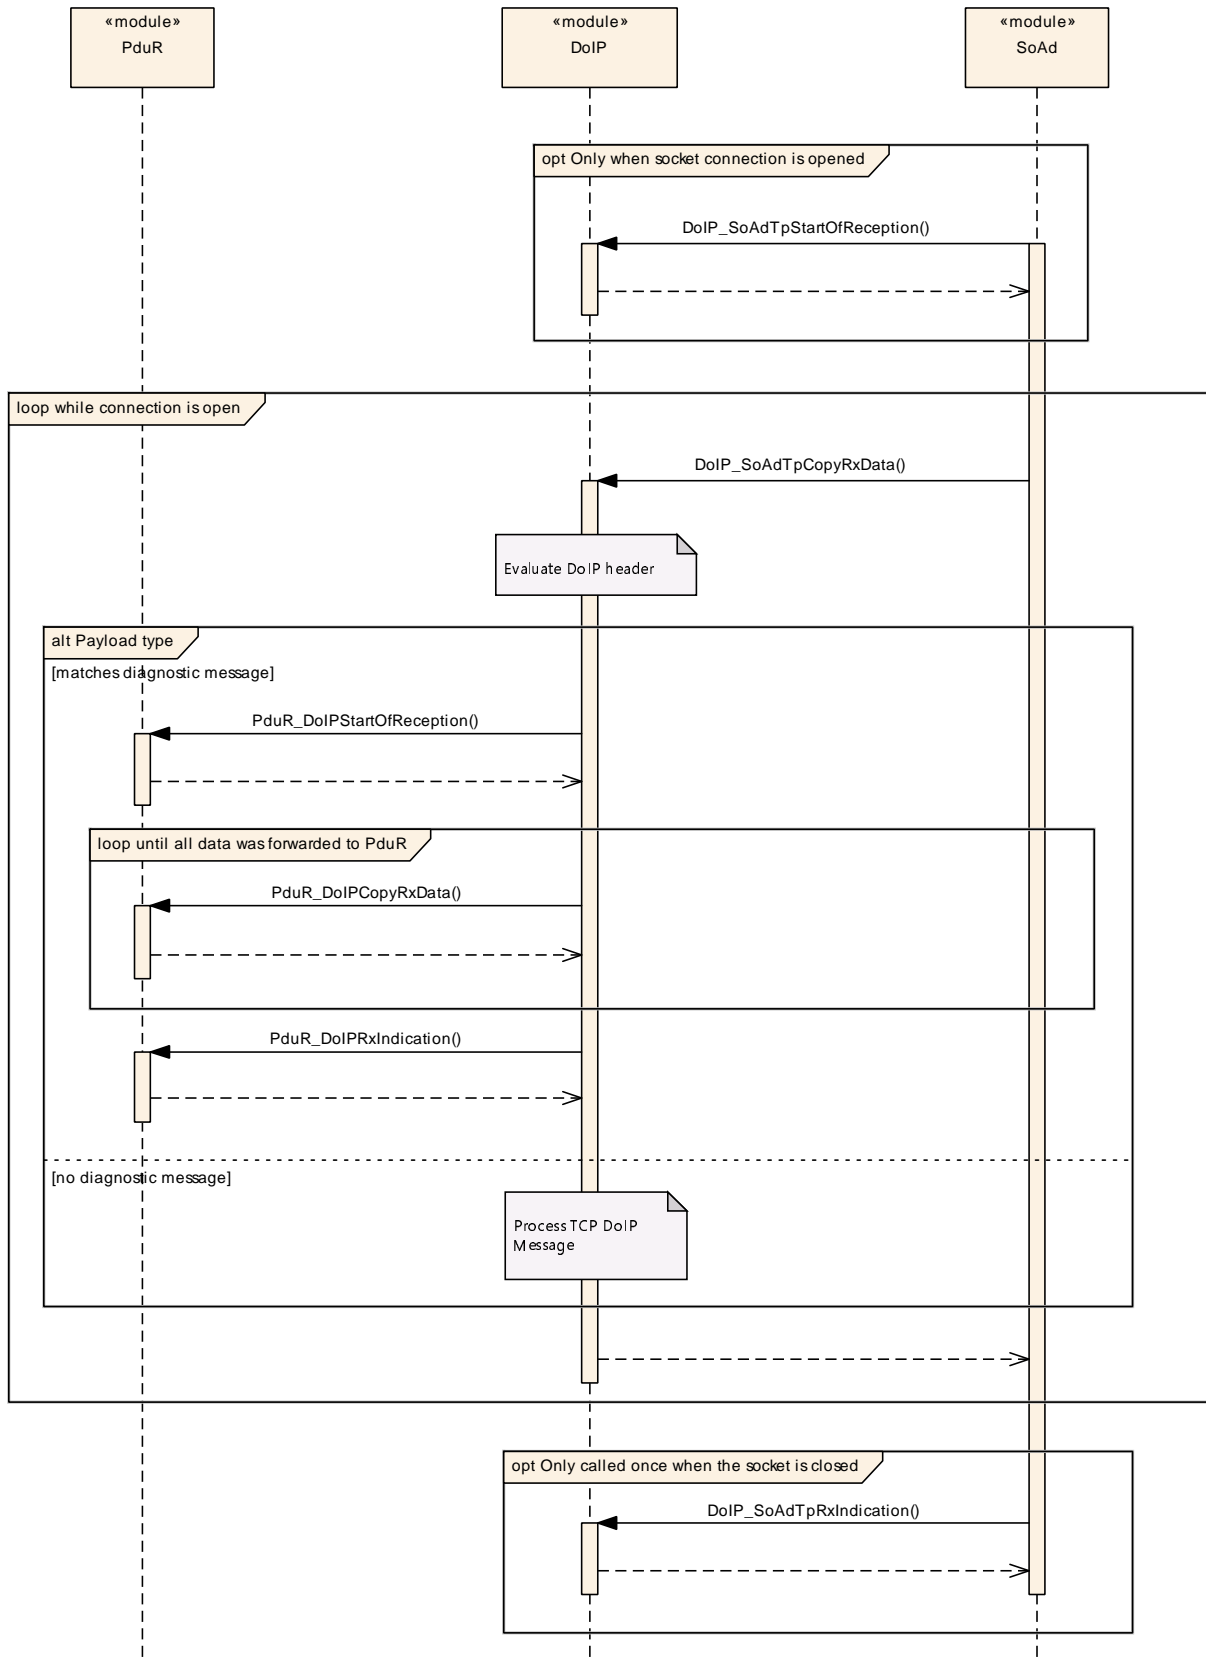 «module»
PduR
«module»
DoIP
«module»
SoAd
opt Only when socket connection is opened
DoIP_SoAdTpStartOfReception()
loop while connection is open
DoIP_SoAdTpCopyRxData()
Evaluate DoIP header
alt Payload type
[matches diagnostic message]
PduR_DoIPStartOfReception()
loop until all data was forwarded to PduR
PduR_DoIPCopyRxData()
PduR_DoIPRxIndication()
[no diagnostic message]
Process TCP DoIP
Message
opt Only called once when the socket is closed
DoIP_SoAdTpRxIndication()